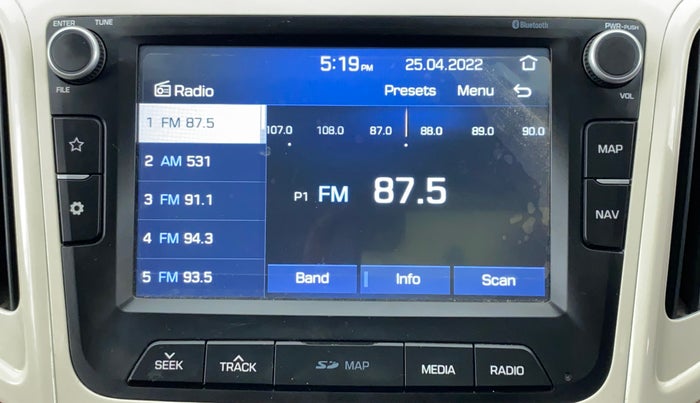 ENTER TUNE Bluetooth PWR-PUSH
5:19 PM 25.04.2022
Radio Presets Menu
FILE VOL
1 FM 87.5
107.0 108.0 87.0 88.0 89.0 90.0
2 AM 531
MAP
3 FM 91.1
P1 FM 87.5
NAV
4 FM 94.3
5 FM 93.5
Band Info Scan
SEEK TRACK SD MAP MEDIA RADIO